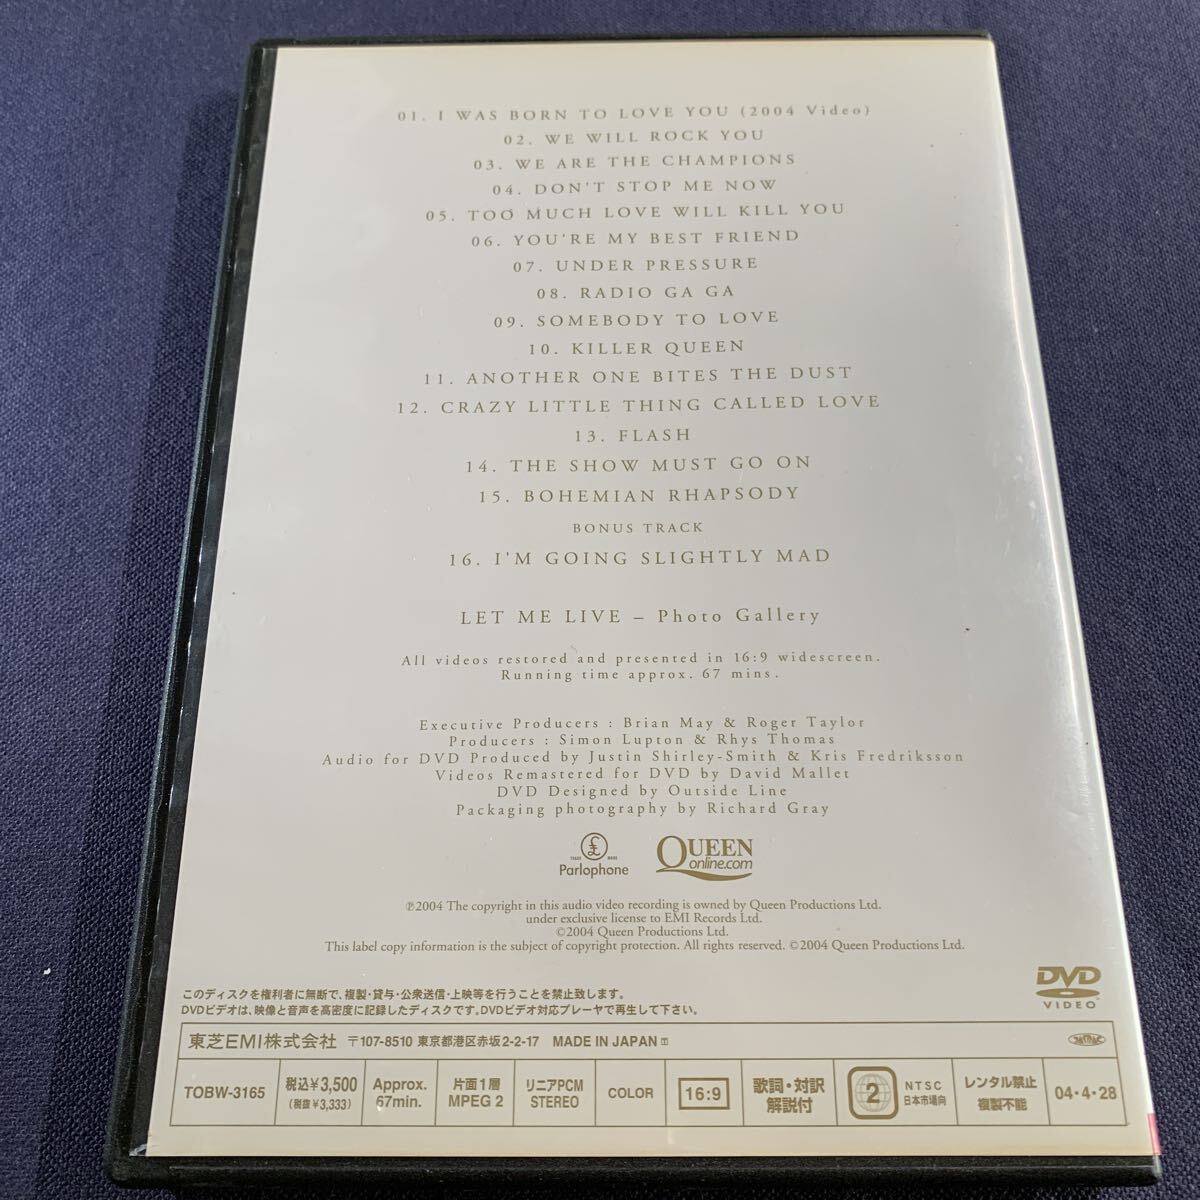 01. I WAS BORN TO LOVE YOU (2004 Video)
02. WE WILL ROCK YOU
03. WE ARE THE CHAMPIONS
04. DON'T STOP ME NOW
05. TOO MUCH LOVE WILL KILL YOU
06. YOU'RE MY BEST FRIEND
07. UNDER PRESSURE
08. RADIO GA GA
09. SOMEBODY TO LOVE
10. KILLER QUEEN
11. ANOTHER ONE BITES THE DUST
12. CRAZY LITTLE THING CALLED LOVE
13. FLASH
14. THE SHOW MUST GO ON
15. BOHEMIAN RHAPSODY
BONUS TRACK
16. I'M GOING SLIGHTLY MAD
LET ME LIVE – Photo Gallery
All videos restored and presented in 16:9 widescreen.
Running time approx. 67 mins.
Executive Producers : Brian May & Roger Taylor
Producers : Simon Lupton & Rhys Thomas
Audio for DVD Produced by Justin Shirley-Smith & Kris Fredriksson
Videos Remastered for DVD by David Mallet
DVD Designed by Outside Line
Packaging photography by Richard Gray
TRADE MARK
Parlophone
QUEEN
online.com
℗2004 The copyright in this audio video recording is owned by Queen Productions Ltd.
under exclusive license to EMI Records Ltd.
©2004 Queen Productions Ltd.
This label copy information is the subject of copyright protection. All rights reserved. ©2004 Queen Productions Ltd.
DVD
VIDEO
このディスクを権利者に無断で、複製・貸与・公衆送信・上映等を行うことを禁止致します。
DVDビデオは、映像と音声を高密度に記録したディスクです。DVDビデオ対応プレーヤで再生して下さい。
東芝EMI株式会社 〒107-8510 東京都港区赤坂2-2-17 MADE IN JAPAN
TOBW-3165
税込¥3,500
(税抜¥3,333)
Approx.
67min.
片面1層
MPEG 2
リニアPCM
STEREO
COLOR
16:9
歌詞・対訳
解説付
2
NTSC
日本市場向
レンタル禁止
複製不能
04・4・28